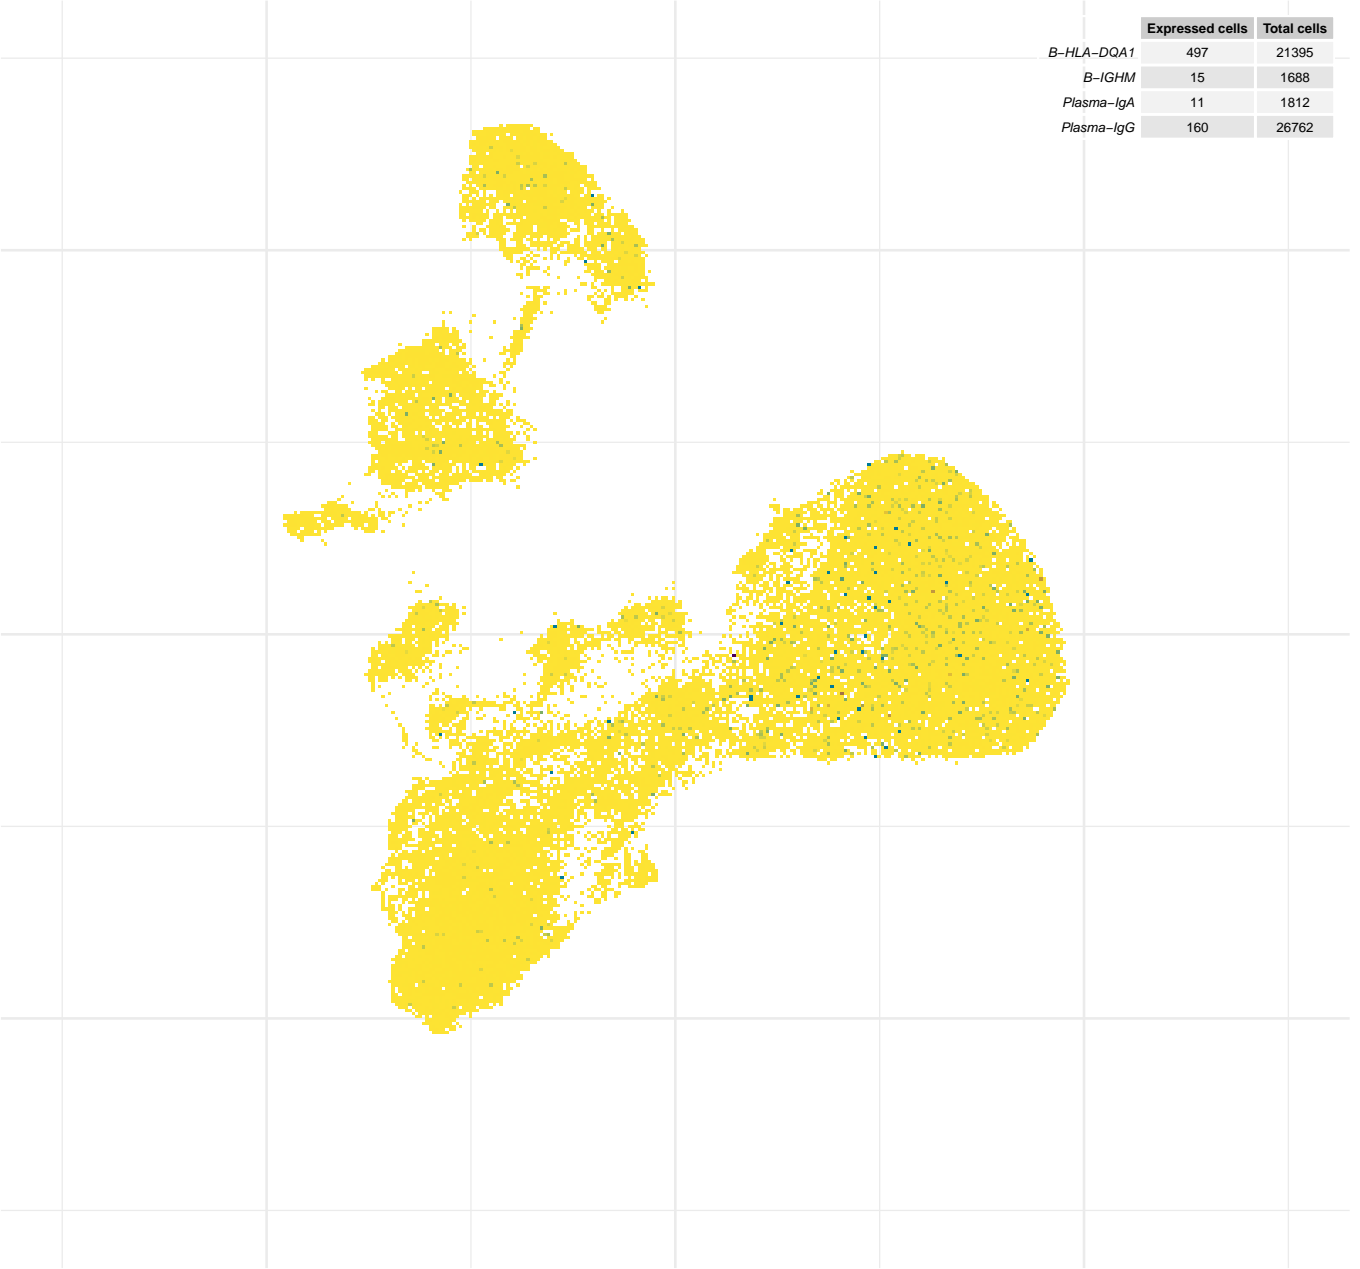 Expressed cells Total cells
B−HLA−DQA1 497 21395
B−IGHM 15 1688
Plasma−IgA 11 1812
Plasma−IgG 160 26762